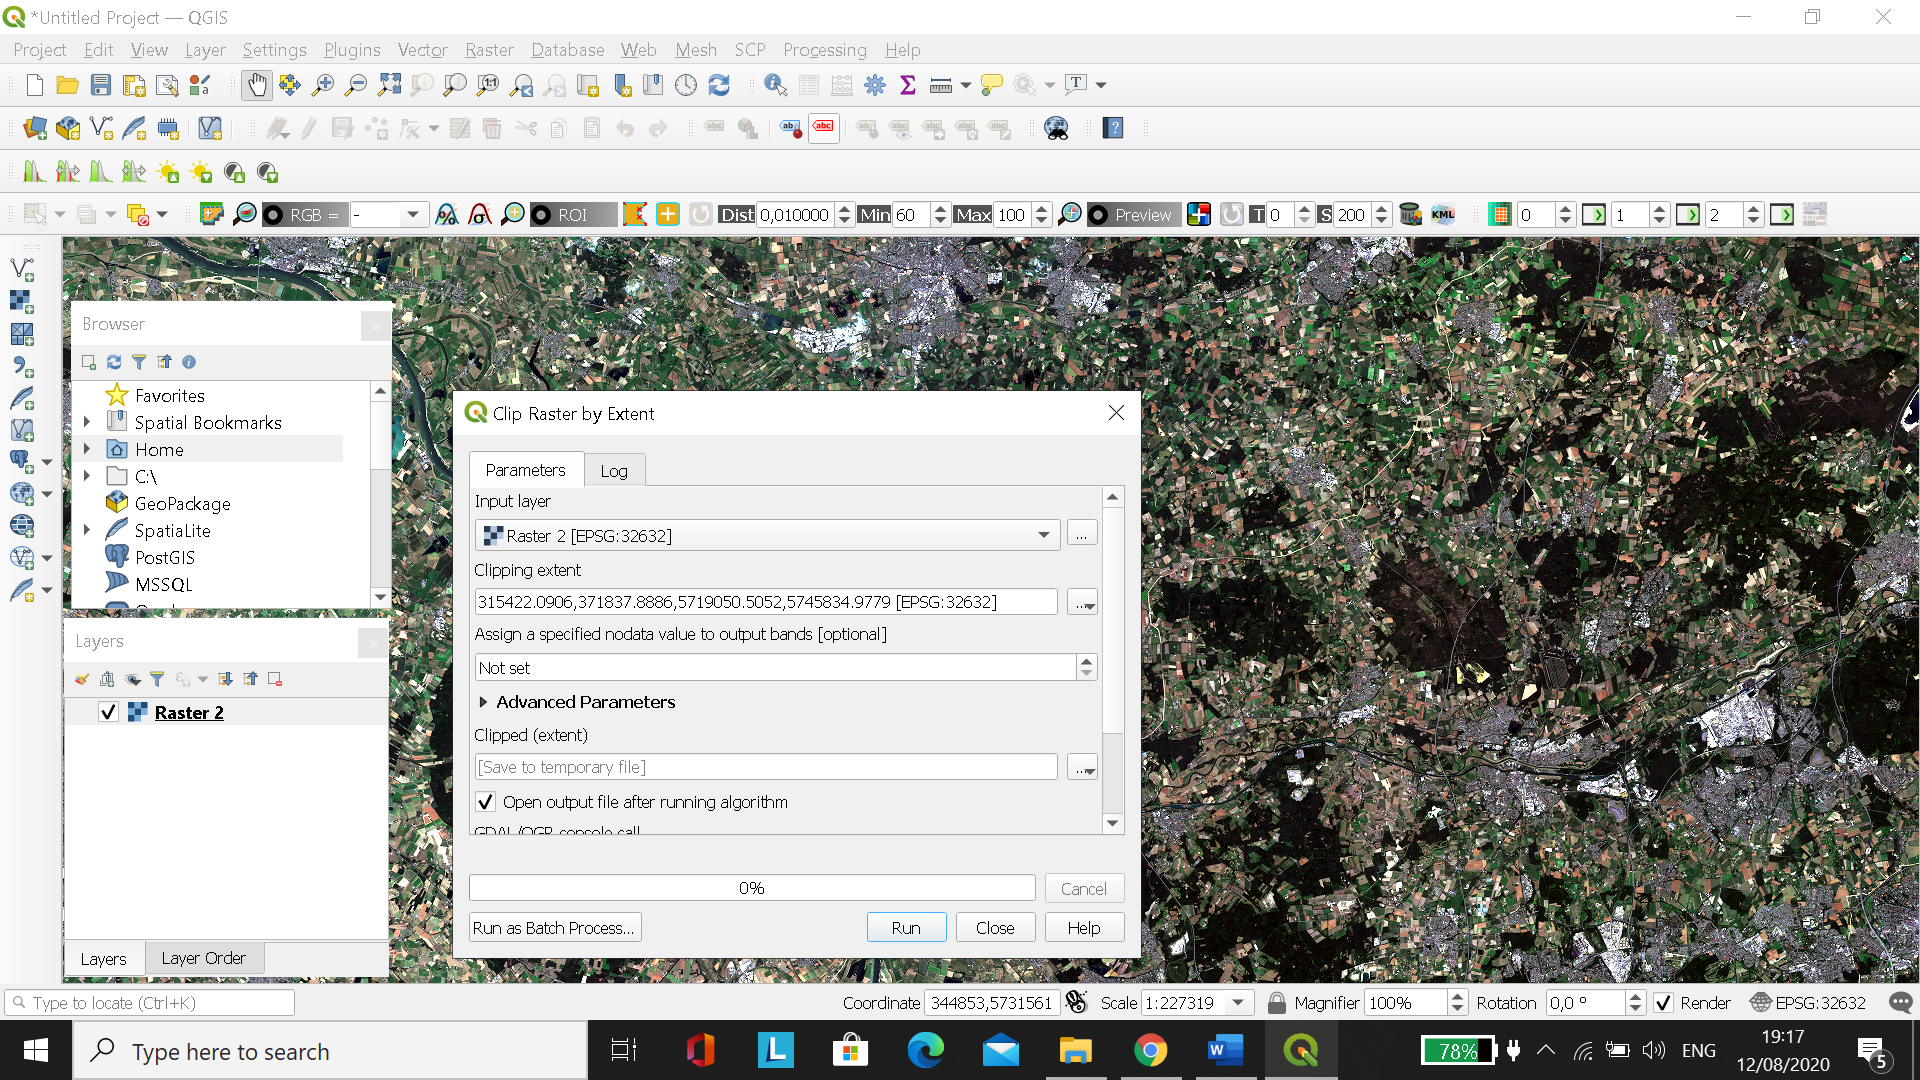 *Untitled Project — QGIS
Project Edit View Layer Settings Plugins Vector Raster Database Web Mesh SCP Processing Help
RGB = - ROI Dist 0,010000 Min 60 Max 100 Preview T 0 S 200 KML 0 1 2
Browser
Favorites
Spatial Bookmarks
Home
C:\
GeoPackage
SpatiaLite
PostGIS
MSSQL
Layers
Raster 2
Layers Layer Order
Clip Raster by Extent
Parameters Log
Input layer
Raster 2 [EPSG:32632]
...
Clipping extent
315422.0906,371837.8886,5719050.5052,5745834.9779 [EPSG:32632]
...
Assign a specified nodata value to output bands [optional]
Not set
Advanced Parameters
Clipped (extent)
[Save to temporary file]
...
Open output file after running algorithm
GDAL/OGR console call
0%
Cancel
Run as Batch Process... Run Close Help
Type to locate (Ctrl+K) Coordinate 344853,5731561 Scale 1:227319 Magnifier 100% Rotation 0,0 ° Render EPSG:32632
Type here to search
78%
ENG
19:17
12/08/2020
5